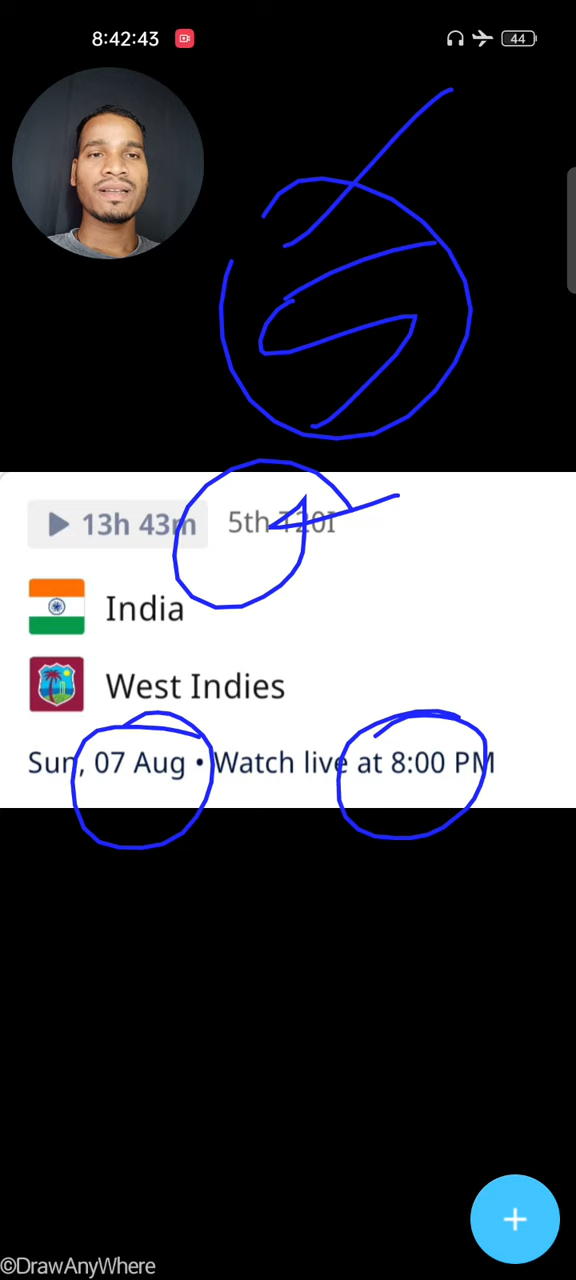 8:42:43
44
5
13h 43m 5th T20I
India
West Indies
Sun, 07 Aug • Watch live at 8:00 PM
+
©DrawAnyWhere